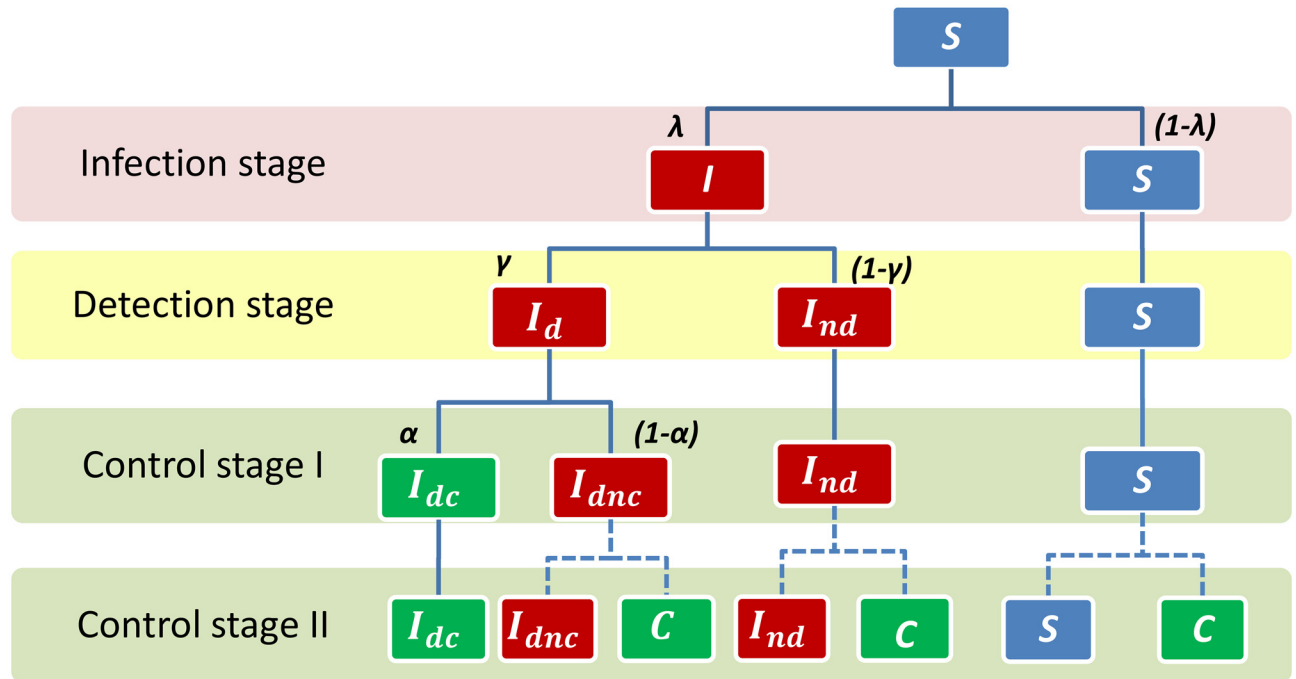 S
λ
(1-λ)
Infection stage
I
S
γ
(1-γ)
Detection stage
I_d
I_nd
S
α
(1-α)
Control stage I
I_dc
I_dnc
I_nd
S
Control stage II
I_dc
I_dnc
C
I_nd
C
S
C